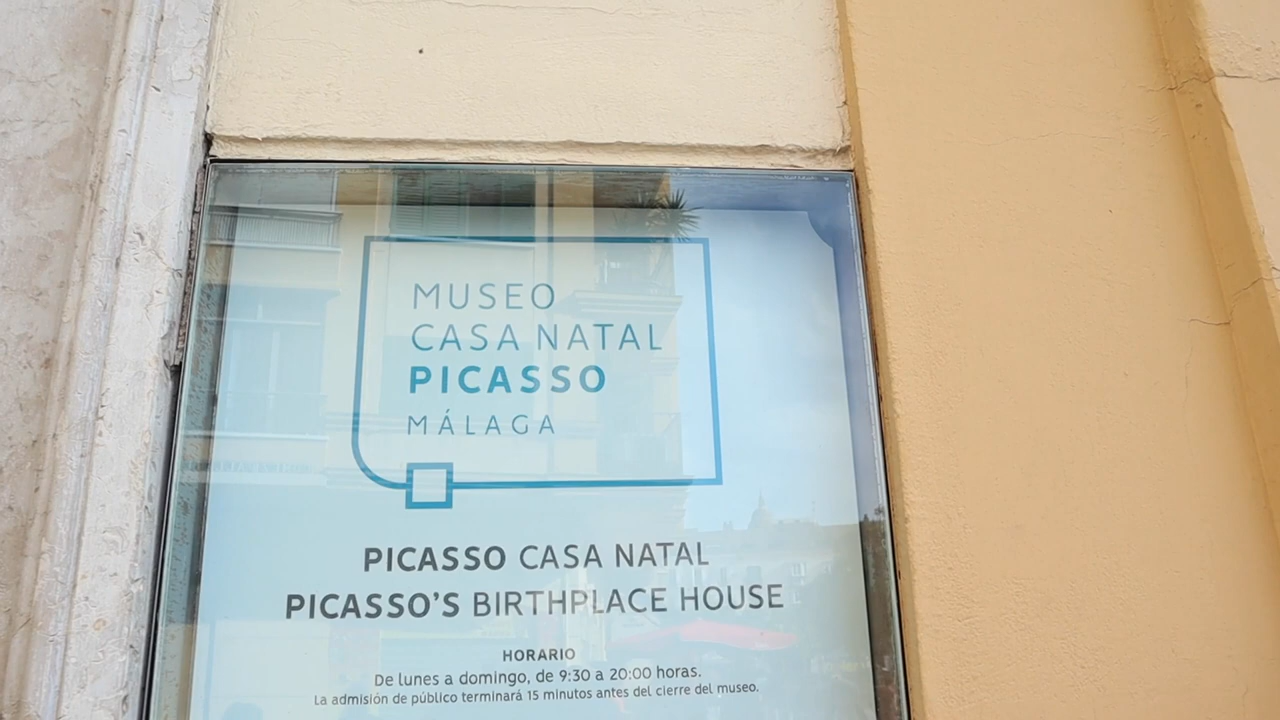 MUSEO
CASA NATAL
PICASSO
MÁLAGA
PICASSO CASA NATAL
PICASSO'S BIRTHPLACE HOUSE
HORARIO
De lunes a domingo, de 9:30 a 20:00 horas.
La admisión de público terminará 15 minutos antes del cierre del museo.